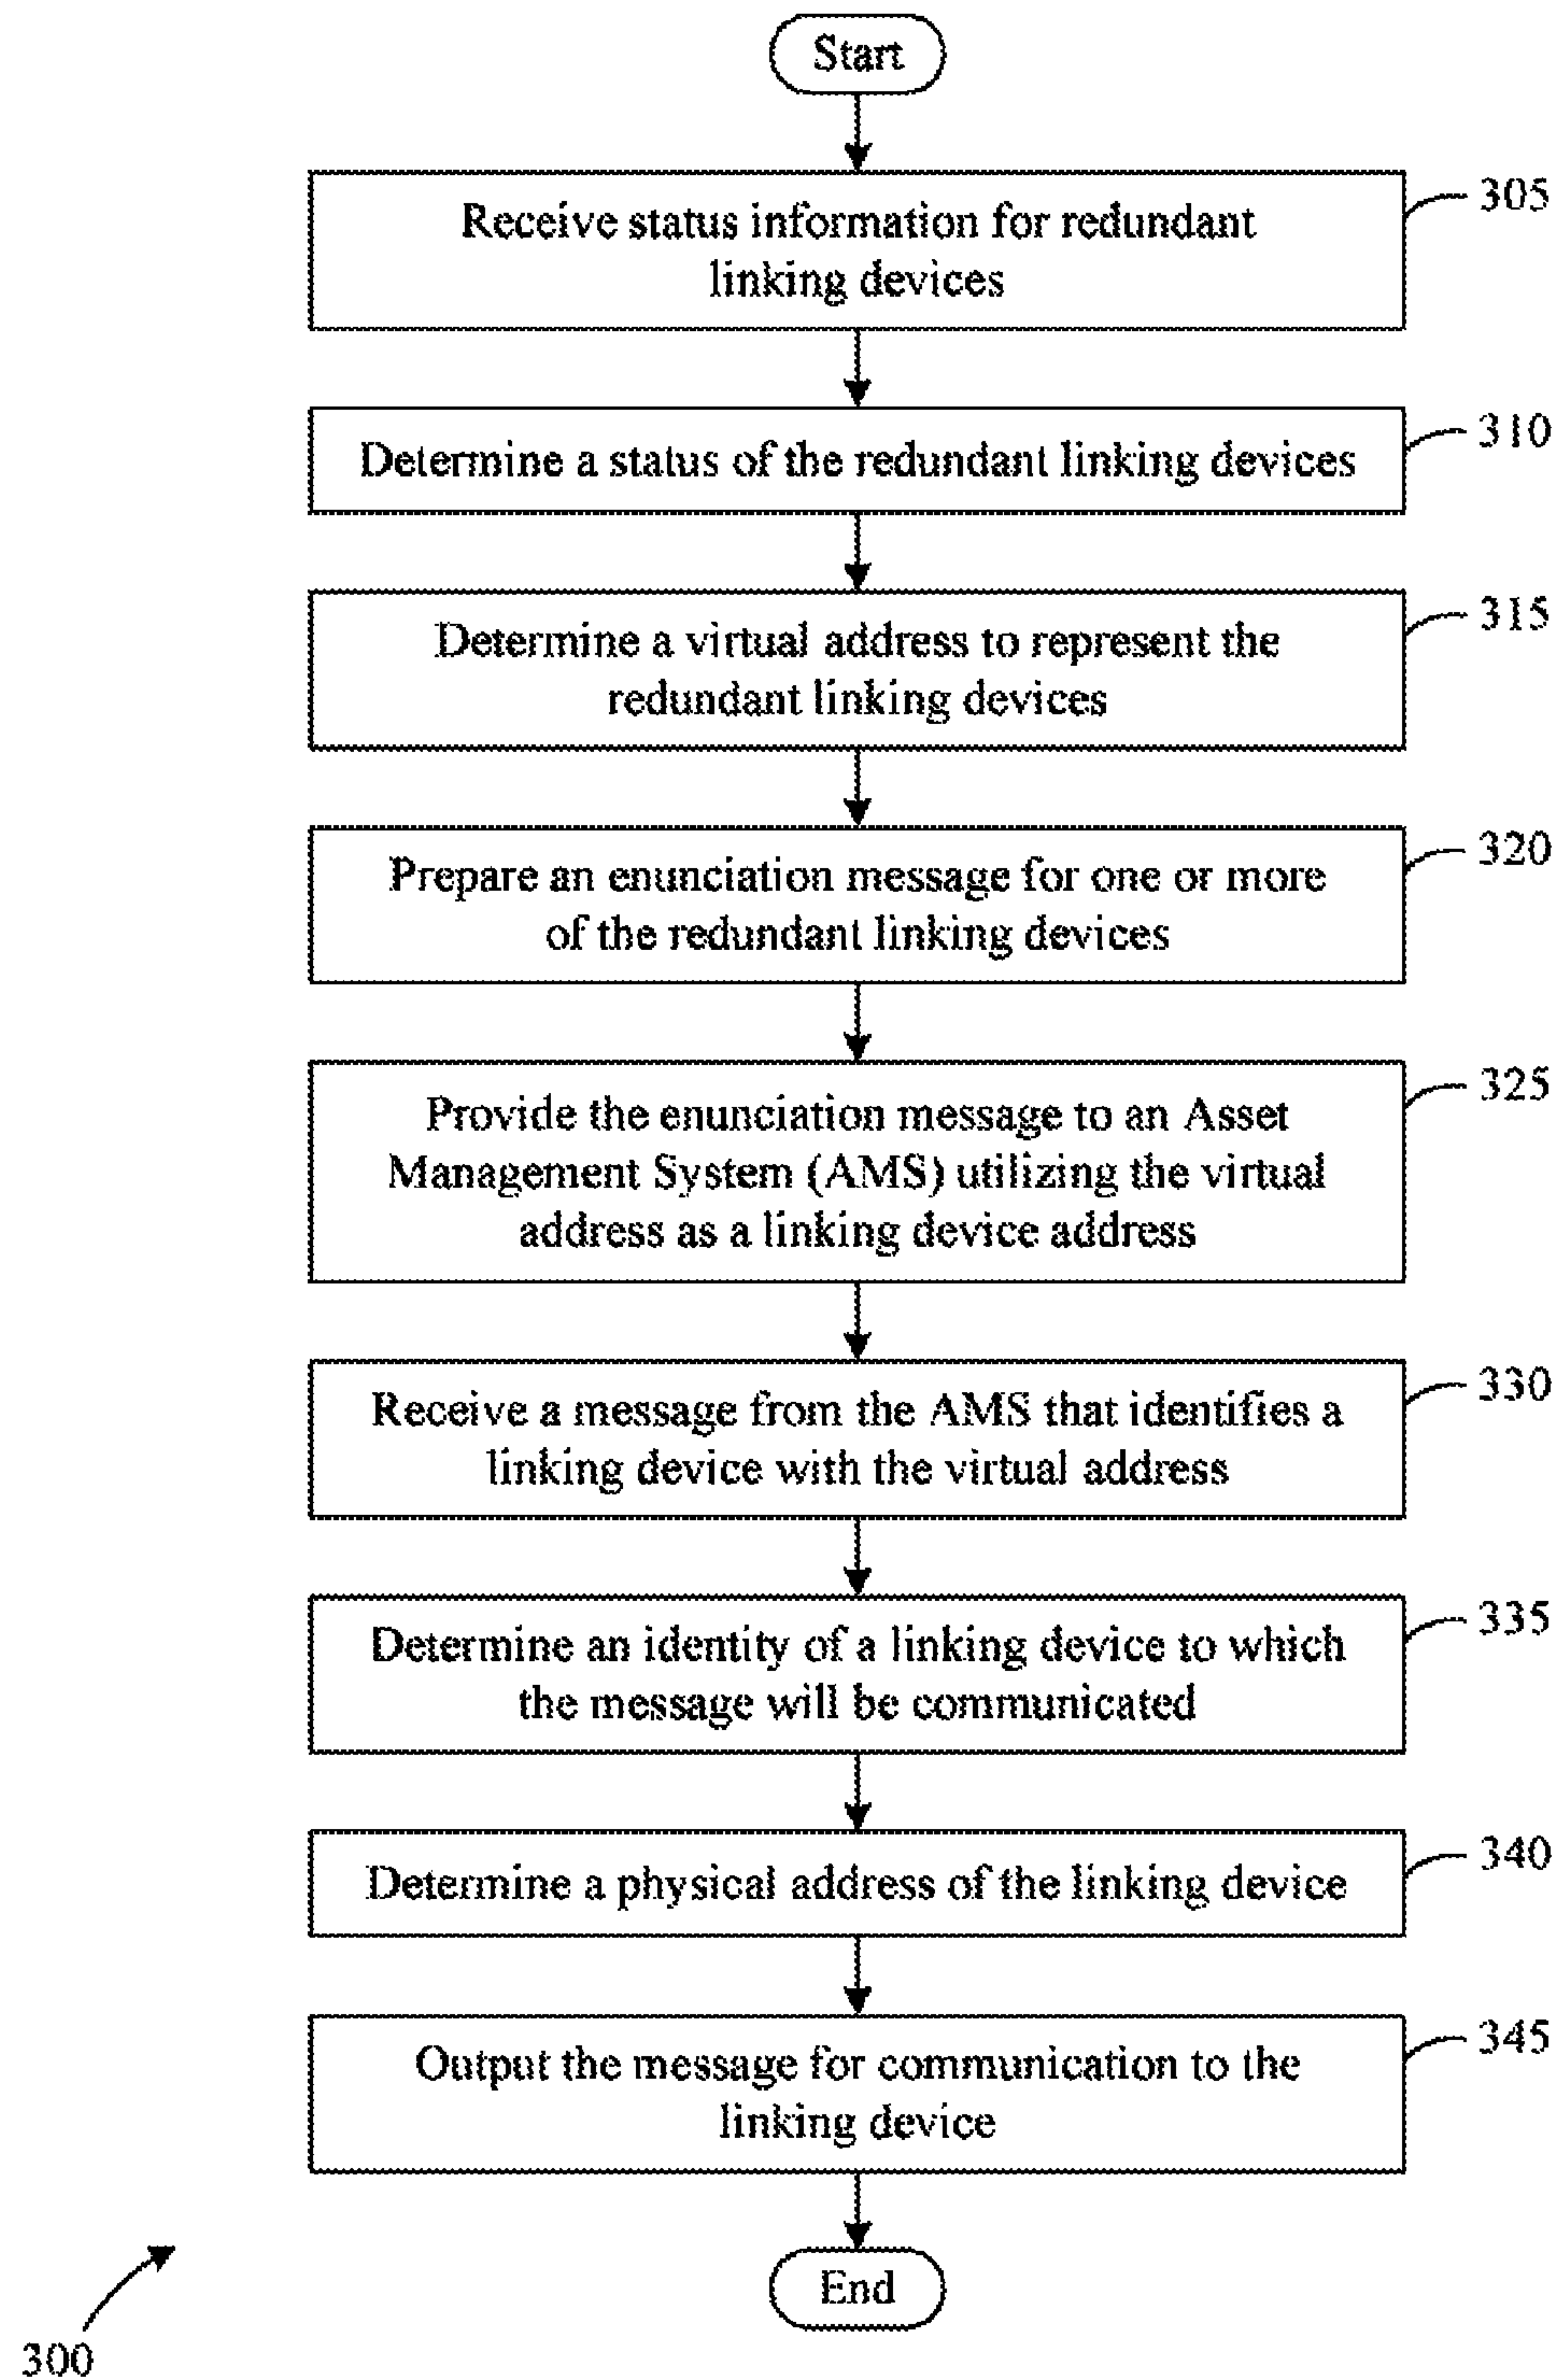 Start
Receive status information for redundant
linking devices
305
Determine a status of the redundant linking devices
310
Determine a virtual address to represent the
redundant linking devices
315
Prepare an enunciation message for one or more
of the redundant linking devices
320
Provide the enunciation message to an Asset
Management System (AMS) utilizing the virtual
address as a linking device address
325
Receive a message from the AMS that identifies a
linking device with the virtual address
330
Determine an identity of a linking device to which
the message will be communicated
335
Determine a physical address of the linking device
340
Output the message for communication to the
linking device
345
End
300